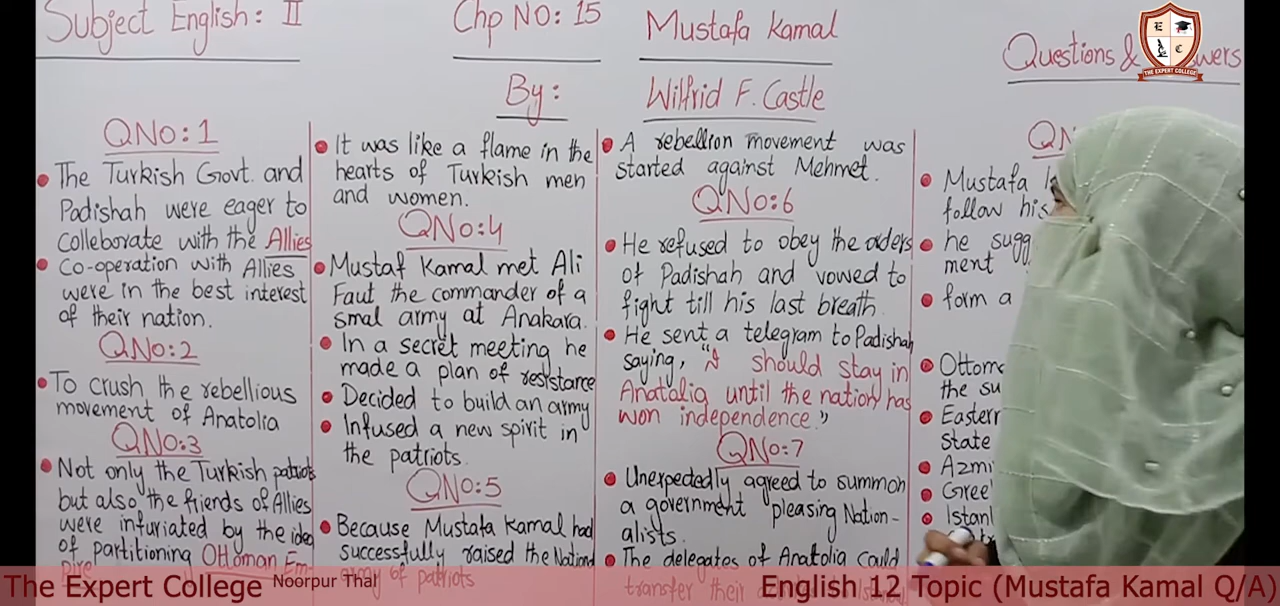 Subject English: II
Chp NO: 15
Mustafa Kamal
Questions &
By:
Wilfrid F. Castle
E
E C
THE EXPERT COLLEGE
QNO:1
The Turkish Govt. and
Padishah were eager to
Colleborate with the Allies
Co-operation with Allies
were in the best interest
of their nation.
QNO:2
To crush the rebellious
movement of Anatolia
QNO:3
Not only the Turkish patriots
but also the friends of Allies
were infuriated by the idea
of partitioning Ottoman Em-
pire
It was like a flame in the
hearts of Turkish men
and women.
QNO:4
Mustaf Kamal met Ali
Faut the commander of a
smal army at Anakara.
In a secret meeting he
made a plan of resistance
Decided to build an army
Infused a new spirit in
the patriots.
QNO:5
Because Mustafa Kamal had
successfully raised the National
army of patriots
A rebellion movement was
started against Mehmet.
QNO:6
He refused to obey the orders
of Padishah and vowed to
fight till his last breath.
He sent a telegram to Padishah
saying, "I should stay in
Anatolia until the nation has
won independence."
QNO:7
Unexpectedly agreed to summon
a government pleasing Nation-
alists.
The delegates of Anatolia could
transfer their
Mustafa
follow his
he sugg
ment
form a
the su
Eastern
state
Azmi
The Expert College Noorpur Thal
English 12 Topic (Mustafa Kamal Q/A)